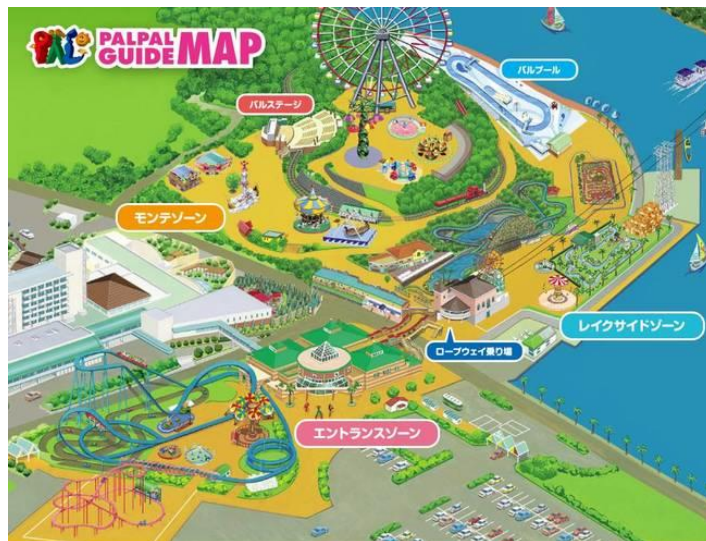 PAL
PALPAL
GUIDE MAP
パルステージ
パルプール
モンテゾーン
レイクサイドゾーン
ロープウェイ乗り場
エントランスゾーン